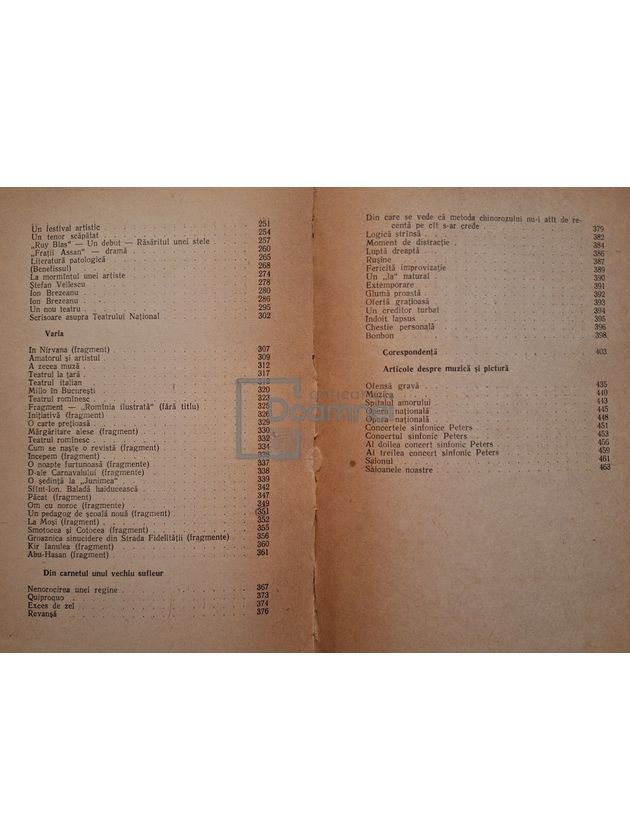 Un festival artistic . 251
Un tenor scăpătat . 254
„Ruy Blas“ — Un debut — Răsăritul unei stele 257
„Frații Assan“ — dramă . 260
Literatură patologică . 265
(Benefissul) . 268
La mormîntul unei artiste . 274
Ștefan Vellescu . 278
Ion Brezeanu . 280
Ion Brezeanu . 286
Un nou teatru . 295
Scrisoare asupra Teatrului Național . 302
Varia
In Nirvana (fragment) . 307
Amatorul și artistul . 309
A zecea muză . 312
Teatrul la țară . 317
Teatrul italian . 319
Millo în București . 320
Teatrul romînesc . 323
Fragment — „Romînia ilustrată“ (fără titlu) 325
Inițiativă (fragment)
O carte prețioasă . 329
Mărgăritare alese (fragment) . 330
Teatrul romînesc . 332
Cum se naște o revistă (fragment) . 334
Incepem (fragment)
O noapte furtunoasă (fragment) . 337
D-ale Carnavalului (fragment) . 338
O ședință la „Junimea“ . 339
Sfînt-Ion. Baladă haiducească . 342
Păcat (fragment) . 347
Om cu noroc (fragmente) . 349
Un pedagog de școală nouă (fragment) . (351
La Moși (fragment) . 352
Smotocea și Cotocea (fragment) . 355
Groaznica sinucidere din Strada Fidelității (fragmente) 356
Kir Ianulea (fragment) . 360
Abu-Hasan (fragment) . 361
Din carnetul unui vechiu sufleur
Nenorocirea unei regine . 367
Quiproquo . 373
Exces de zel . 374
Revanșă . 376
Din care se vede că metoda chinorozului nu-i atît de re-
centă pe cît s-ar crede . 379
Logică strînsă . 382
Moment de distracție . 384
Luptă dreaptă . 386
Rușine . 387
Fericită improvizație . 389
Un „la“ natural . 390
Extemporare . 391
Glumă proastă . 392
Ofertă grațioasă . 393
Un creditor turbat . 394
Indoit lapsus . 395
Chestie personală . 396
Bonbon . 398
Corespondență . 403
Articole despre muzică și pictură
Ofensă gravă . 435
Muzica . 440
Spitalul amorului . 443
Opera națională . 445
Opera națională . 448
Concertele sinfonice Peters . 451
Concertul sinfonic Peters . 453
Al doilea concert sinfonic Peters . 456
Al treilea concert sinfonic Peters . 459
Salonul . 461
Saloanele noastre . 463